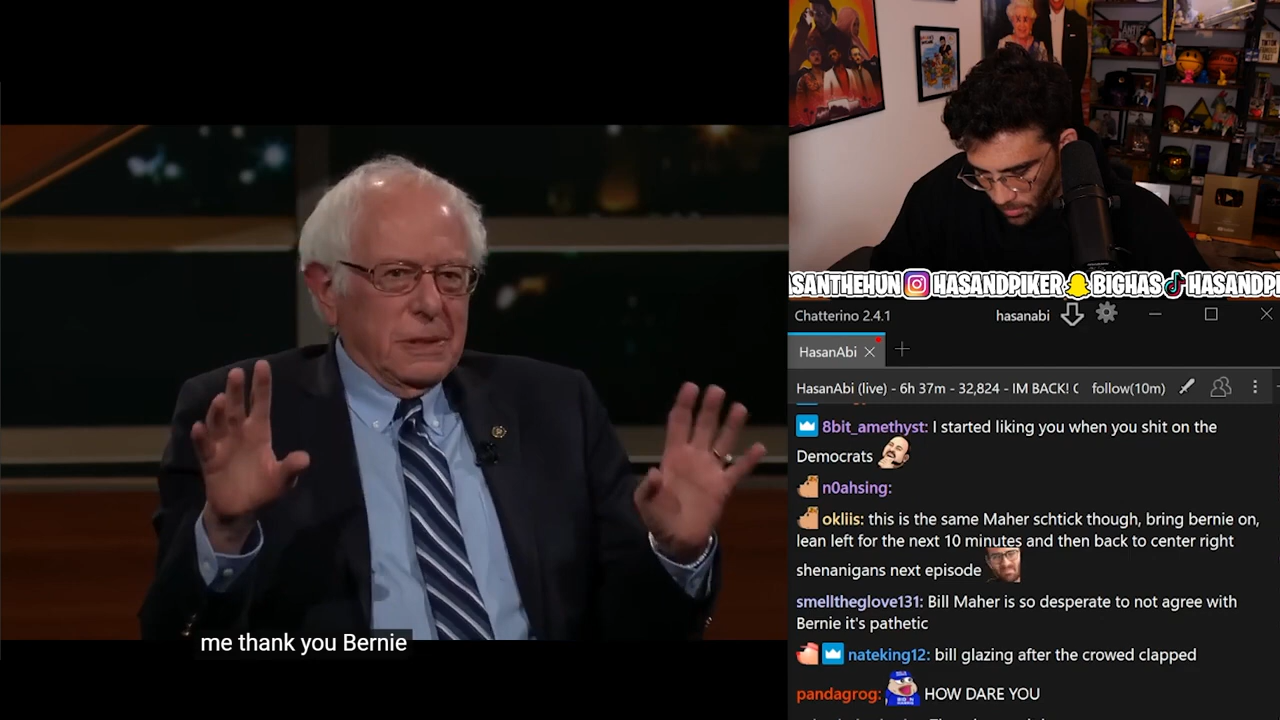 me thank you Bernie
SANTHEHUN HASANDPIKER BIGHAS HASANDPI
Chatterino 2.4.1
hasanabi
HasanAbi
HasanAbi (live) - 6h 37m - 32,824 - IM BACK! C
follow(10m)
8bit_amethyst: I started liking you when you shit on the
Democrats
n0ahsing:
okliis: this is the same Maher schtick though, bring bernie on,
lean left for the next 10 minutes and then back to center right
shenanigans next episode
smelltheglove131: Bill Maher is so desperate to not agree with
Bernie it's pathetic
nateking12: bill glazing after the crowed clapped
pandagrog: HOW DARE YOU